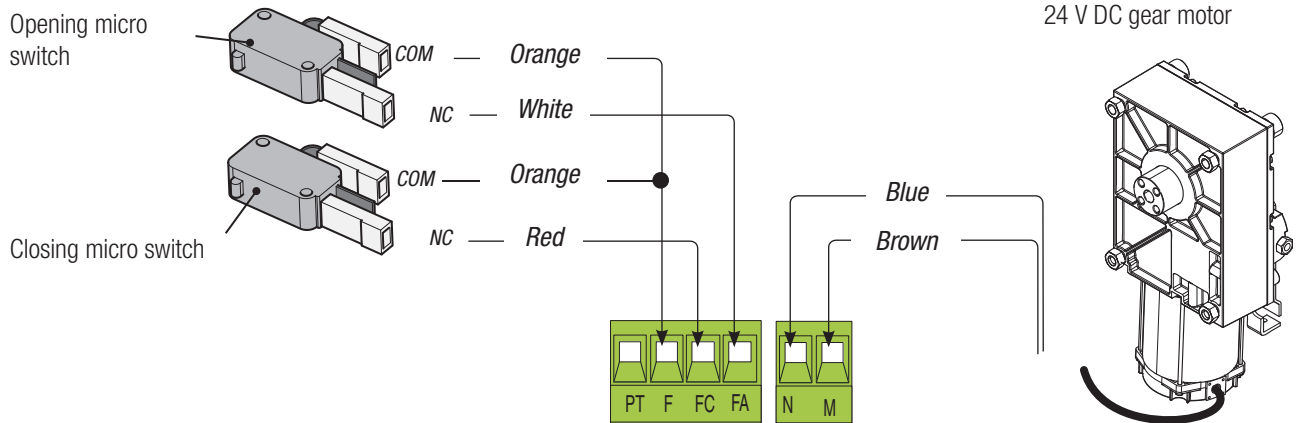 Opening micro
switch
COM Orange
NC White
COM Orange
NC Red
Closing micro switch
Blue
Brown
24 V DC gear motor
PT F FC FA N M